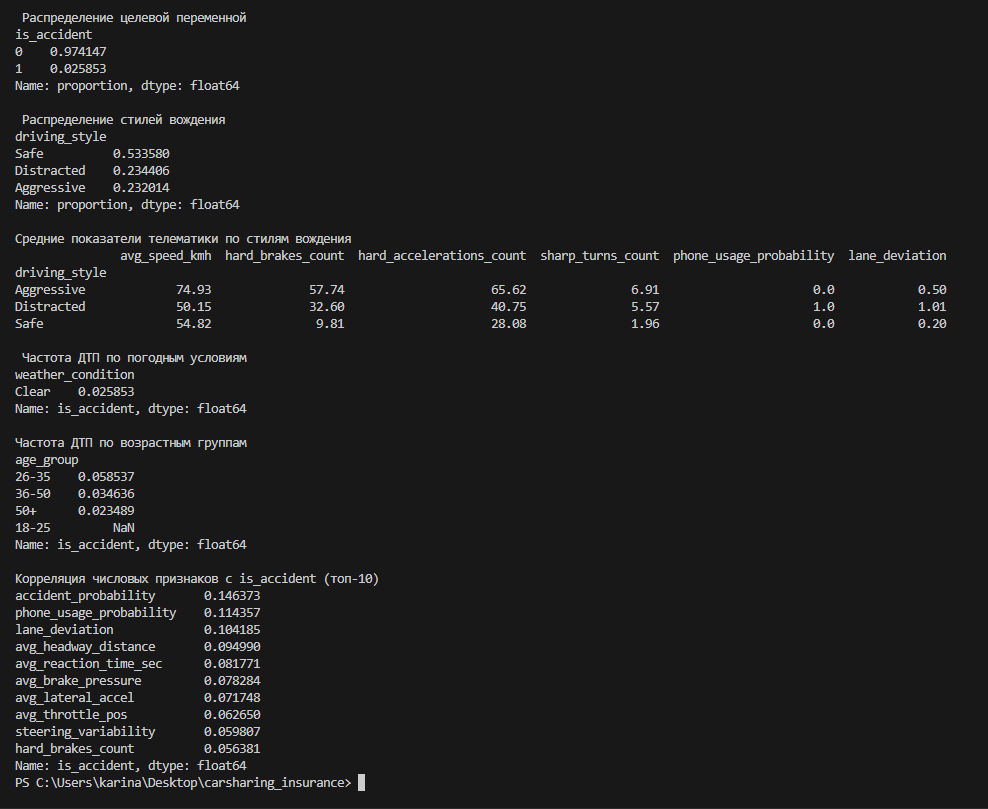 Распределение целевой переменной
is_accident
0    0.974147
1    0.025853
Name: proportion, dtype: float64
Распределение стилей вождения
driving_style
Safe          0.533580
Distracted    0.234406
Aggressive    0.232014
Name: proportion, dtype: float64
Средние показатели телематики по стилям вождения
avg_speed_kmh  hard_brakes_count  hard_accelerations_count  sharp_turns_count  phone_usage_probability  lane_deviation
driving_style
Aggressive             74.93              57.74                     65.62               6.91                      0.0            0.50
Distracted             50.15              32.60                     40.75               5.57                      1.0            1.01
Safe                   54.82               9.81                     28.08               1.96                      0.0            0.20
Частота ДТП по погодным условиям
weather_condition
Clear    0.025853
Name: is_accident, dtype: float64
Частота ДТП по возрастным группам
age_group
26-35    0.058537
36-50    0.034636
50+      0.023489
18-25         NaN
Name: is_accident, dtype: float64
Корреляция числовых признаков с is_accident (топ-10)
accident_probability       0.146373
phone_usage_probability    0.114357
lane_deviation             0.104185
avg_headway_distance       0.094990
avg_reaction_time_sec      0.081771
avg_brake_pressure         0.078284
avg_lateral_accel          0.071748
avg_throttle_pos           0.062650
steering_variability       0.059807
hard_brakes_count          0.056381
Name: is_accident, dtype: float64
PS C:\Users\karina\Desktop\carsharing_insurance>